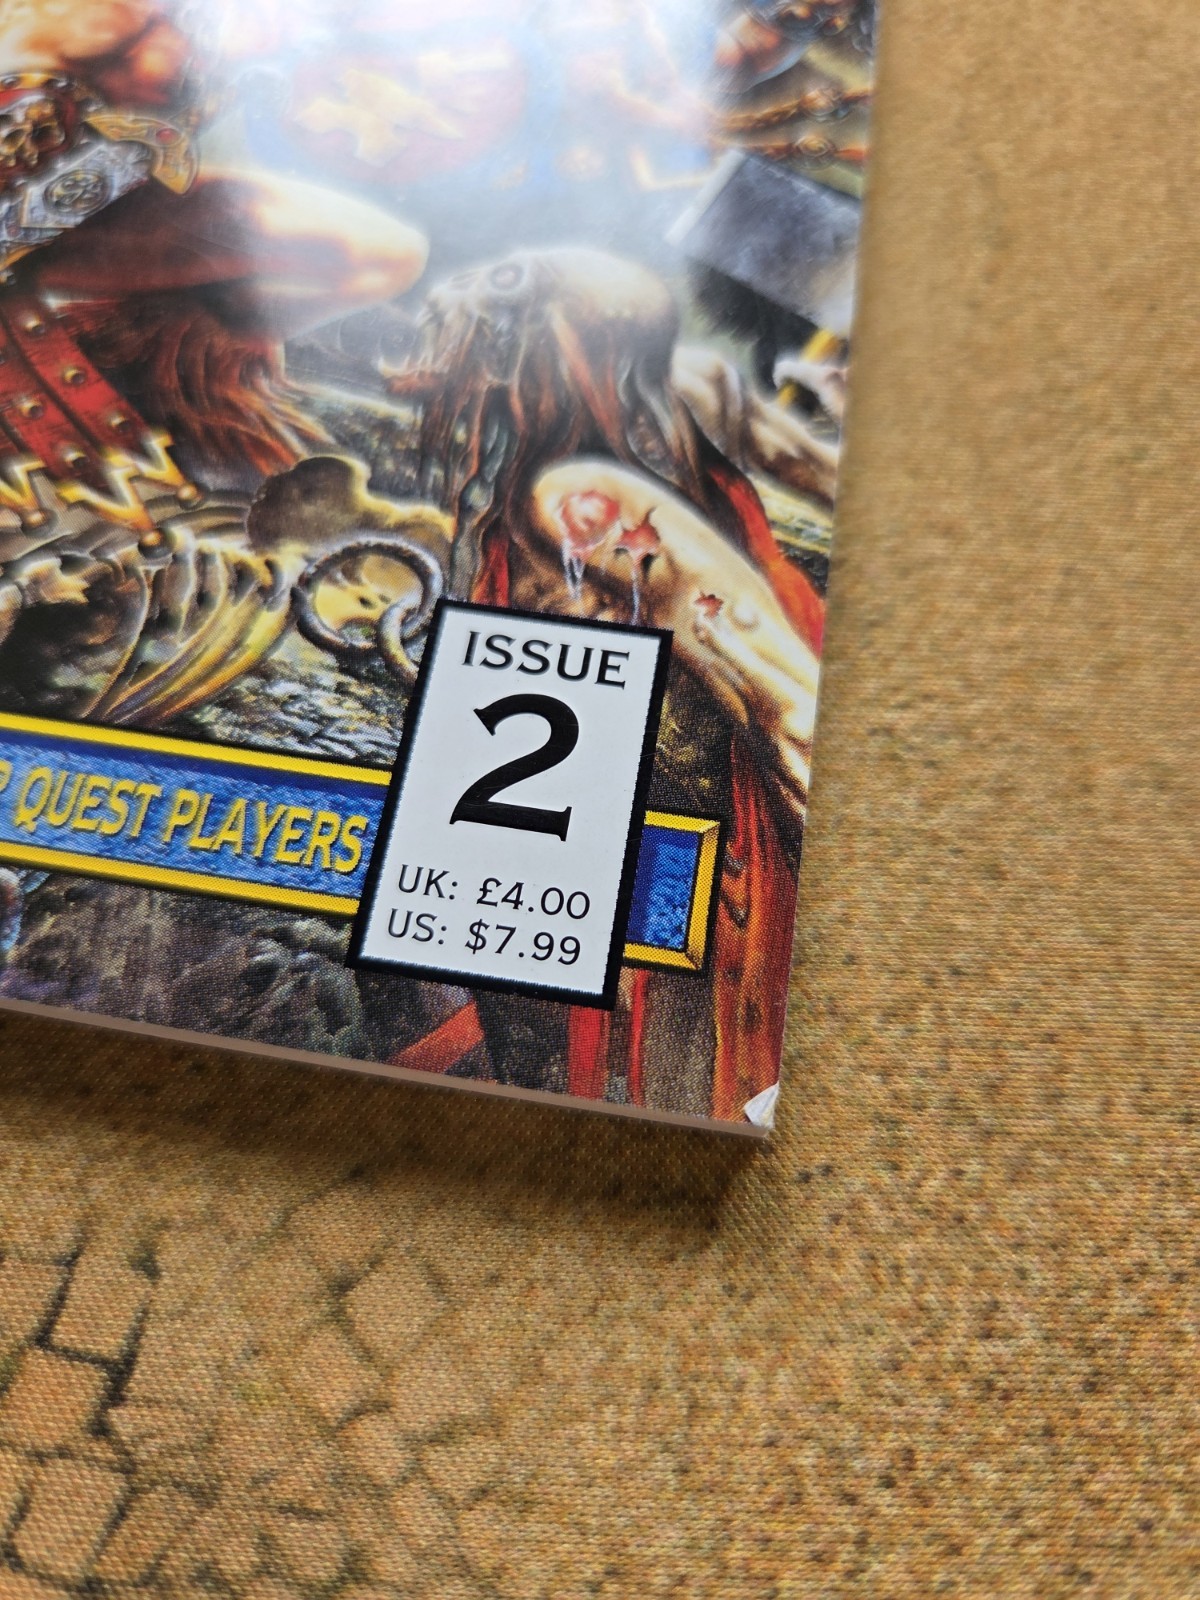 ISSUE
2
QUEST PLAYERS
UK: £4.00
US: $7.99